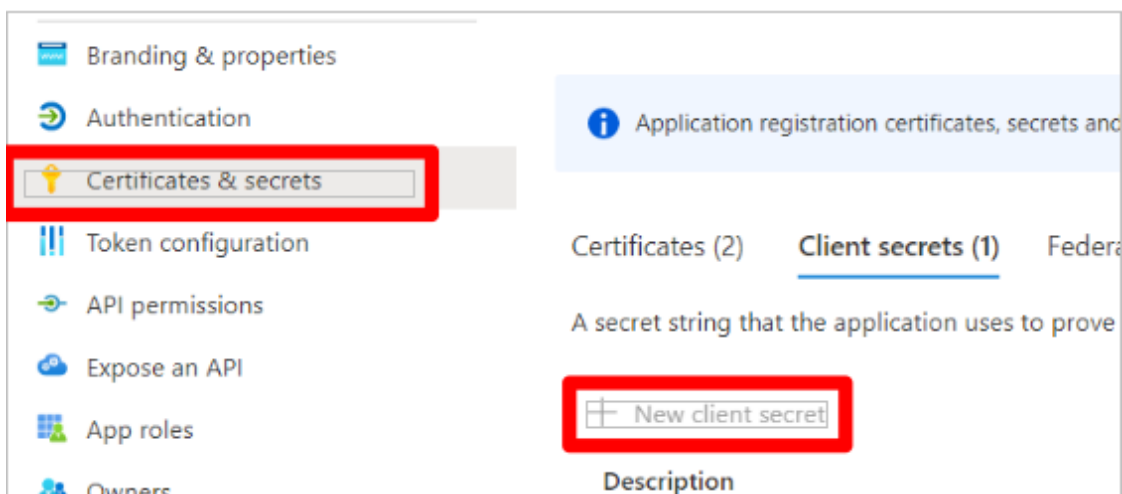 Branding & properties
Authentication
Certificates & secrets
Token configuration
API permissions
Expose an API
App roles
Owners
Application registration certificates, secrets and
Certificates (2) Client secrets (1) Federa
A secret string that the application uses to prove
New client secret
Description